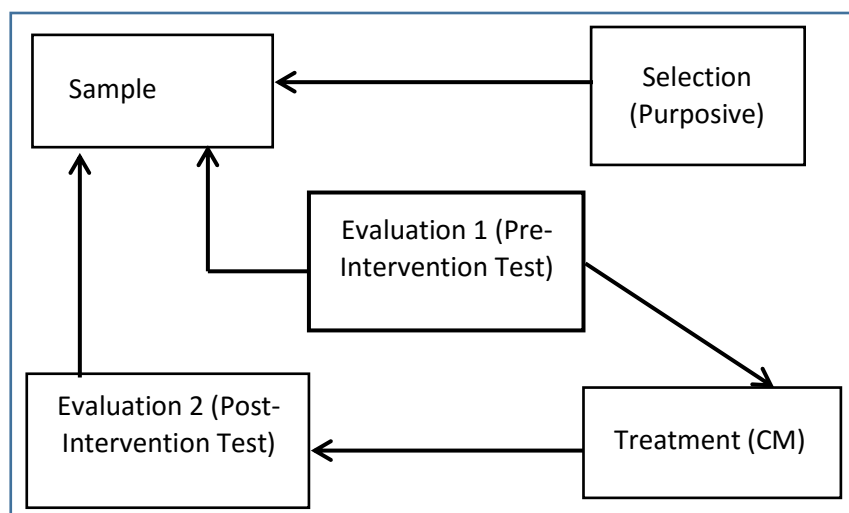 Sample
Selection
(Purposive)
Evaluation 1 (Pre-
Intervention Test)
Evaluation 2 (Post-
Intervention Test)
Treatment (CM)